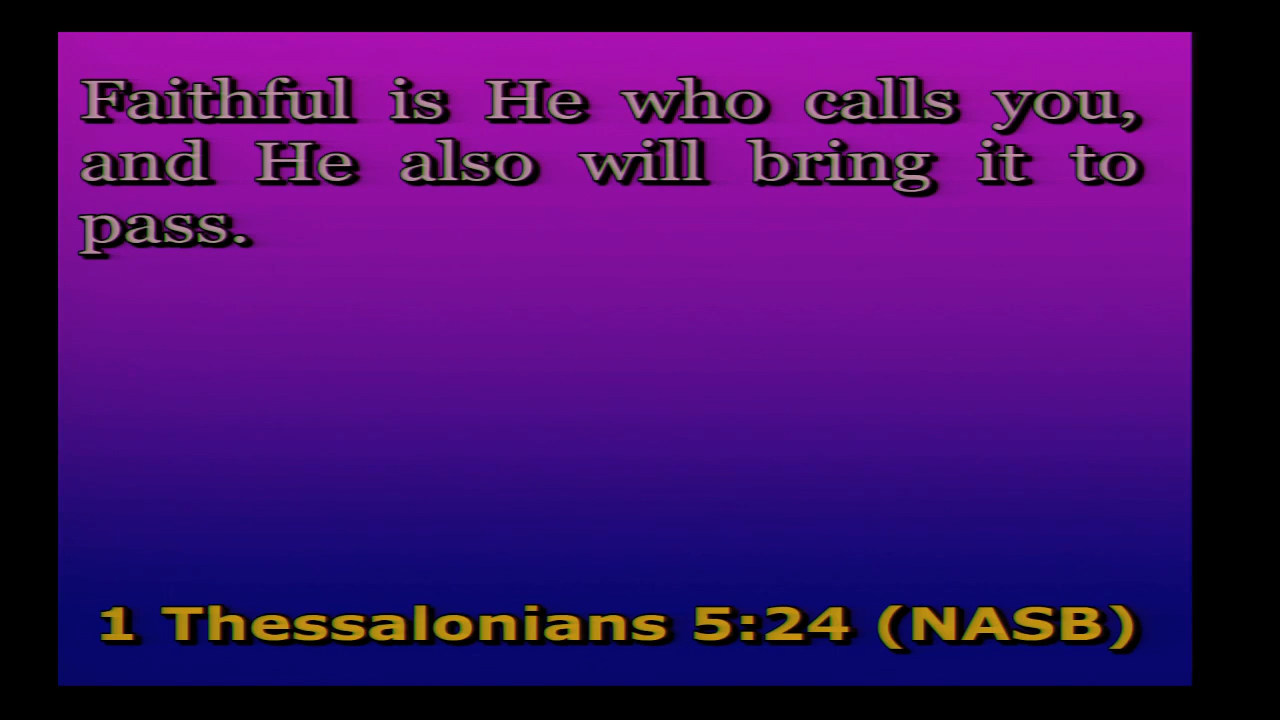 Faithful is He who calls you,
and He also will bring it to
pass.
1 Thessalonians 5:24 (NASB)